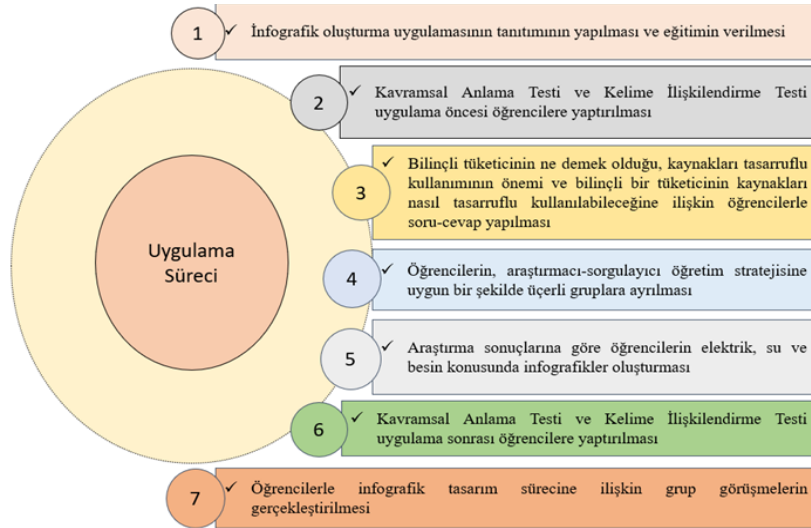 Uygulama
Süreci
1
✓ İnfografik oluşturma uygulamasının tanıtımının yapılması ve eğitimin verilmesi
2
✓ Kavramsal Anlama Testi ve Kelime İlişkilendirme Testi
uygulama öncesi öğrencilere yaptırılması
3
✓ Bilinçli tüketicinin ne demek olduğu, kaynakları tasarruflu
kullanımının önemi ve bilinçli bir tüketicinin kaynakları
nasıl tasarruflu kullanılabileceğine ilişkin öğrencilerle
soru-cevap yapılması
4
✓ Öğrencilerin, araştırmacı-sorgulayıcı öğretim stratejisine
uygun bir şekilde üçerli gruplara ayrılması
5
✓ Araştırma sonuçlarına göre öğrencilerin elektrik, su ve
besin konusunda infografikler oluşturması
6
✓ Kavramsal Anlama Testi ve Kelime İlişkilendirme Testi
uygulama sonrası öğrencilere yaptırılması
7
✓ Öğrencilerle infografik tasarım sürecine ilişkin grup görüşmelerin
gerçekleştirilmesi